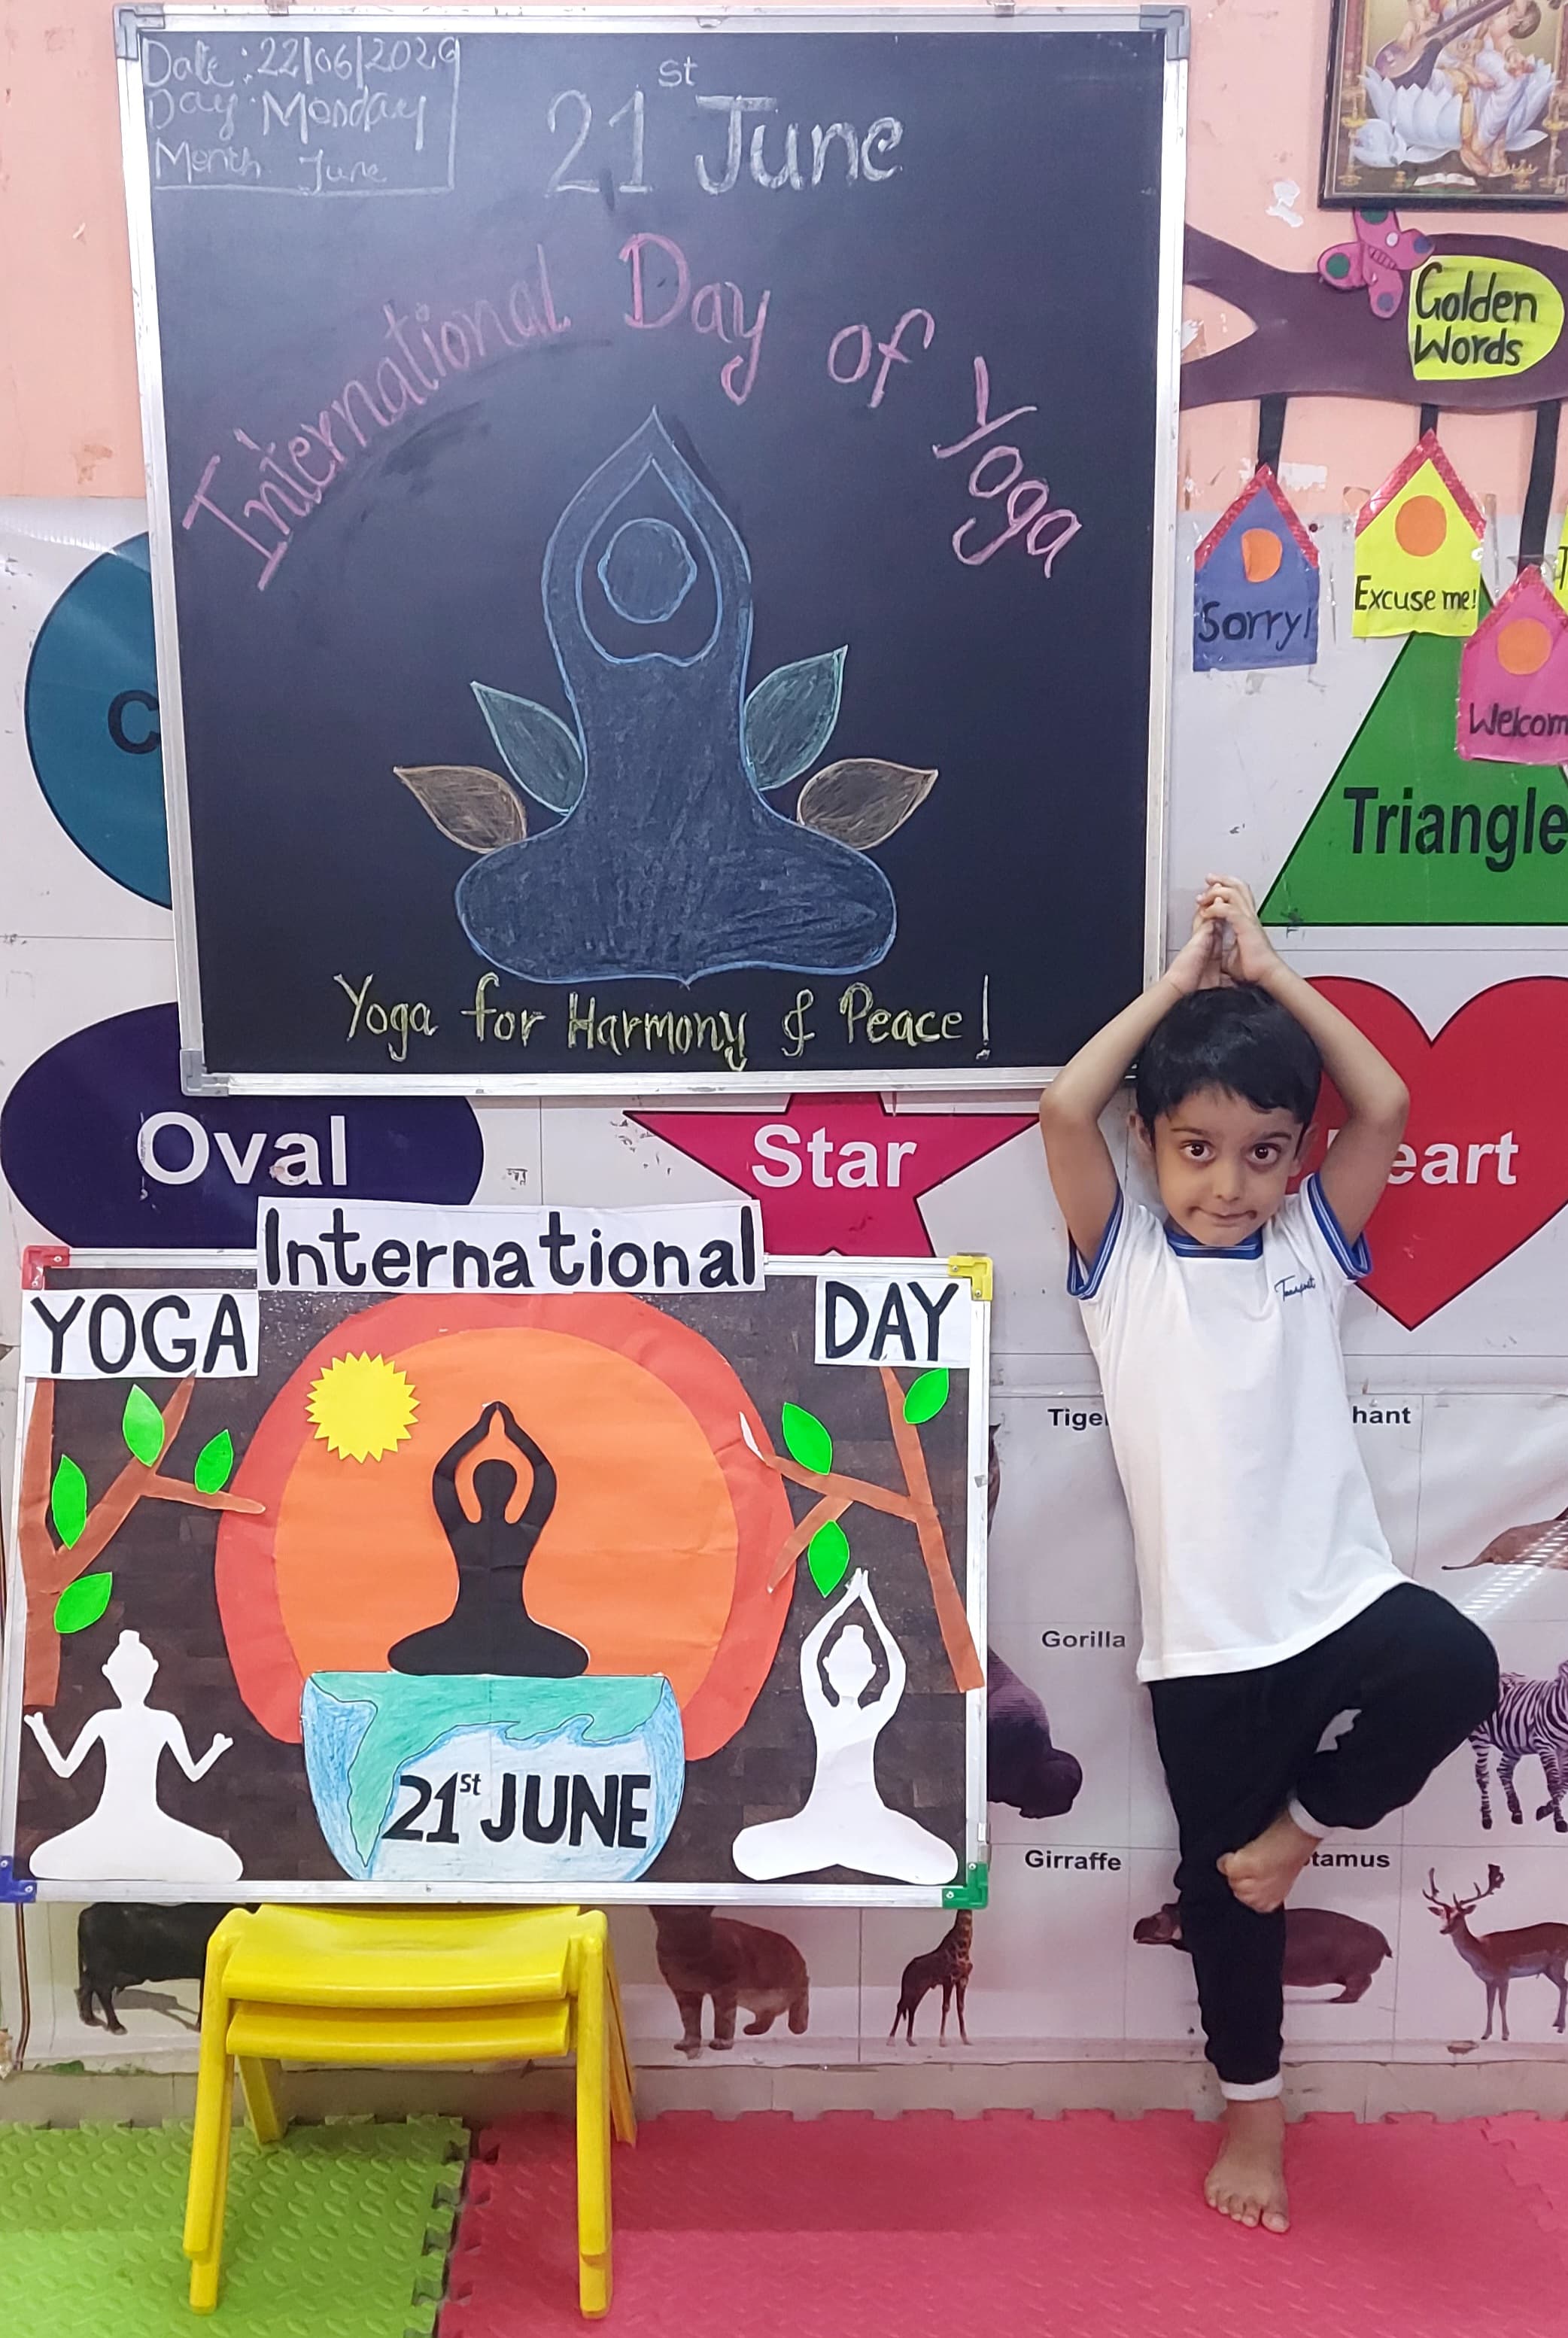 Date: 22/06/2026
Day: Monday
Month June
21st June
International Day of Yoga
Yoga for Harmony & Peace!
Golden
Words
Sorry!
Excuse me!
Welcom
C
Triangle
Oval
Star
eart
International
YOGA
DAY
21st JUNE
Tige
hant
Gorilla
Girraffe
tamus